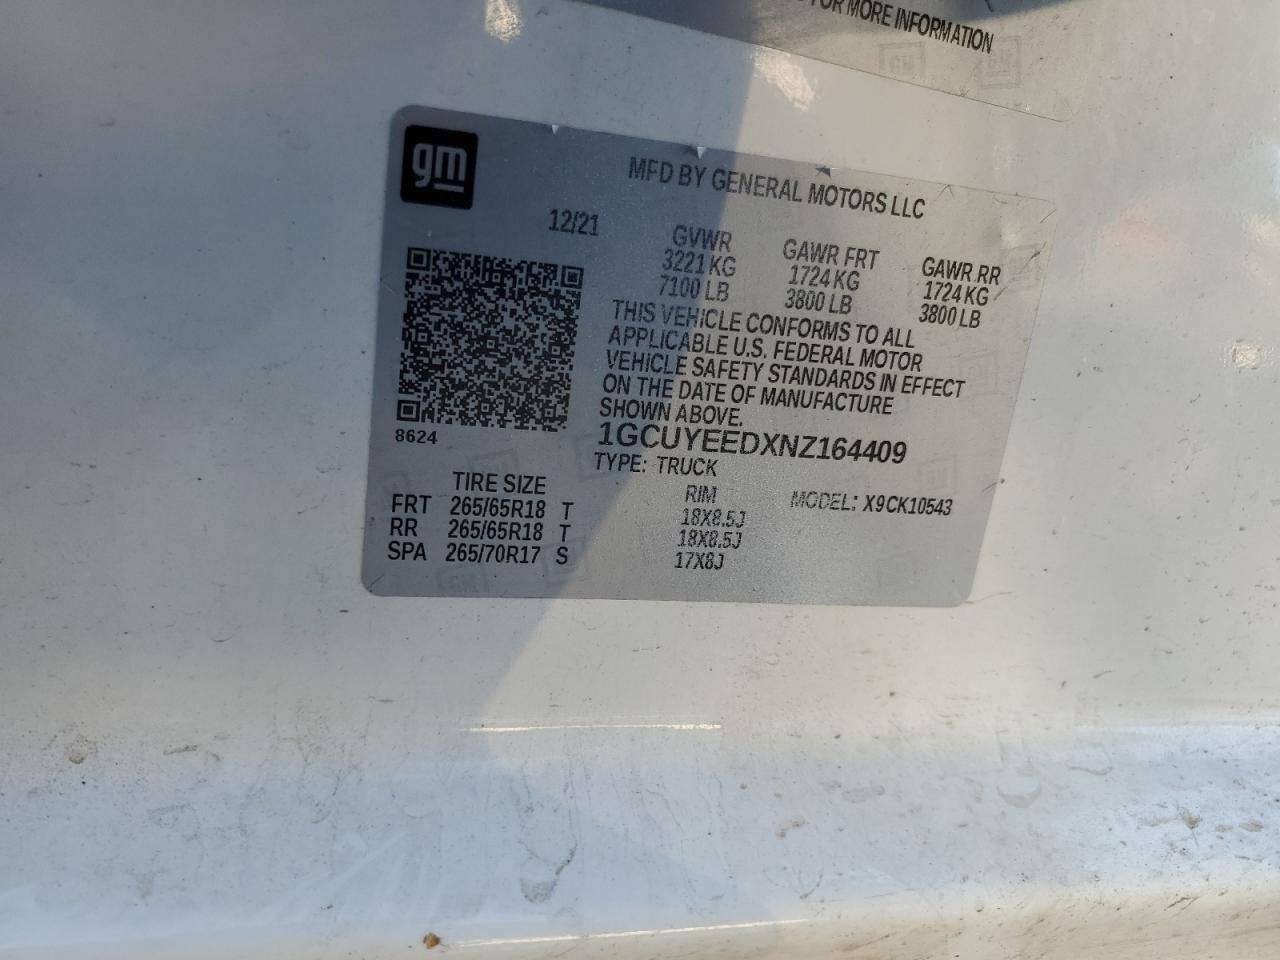 FOR MORE INFORMATION
gm
MFD BY GENERAL MOTORS LLC
12/21
GVWR GAWR FRT GAWR RR
3221 KG 1724 KG 1724 KG
7100 LB 3800 LB 3800 LB
THIS VEHICLE CONFORMS TO ALL
APPLICABLE U.S. FEDERAL MOTOR
VEHICLE SAFETY STANDARDS IN EFFECT
ON THE DATE OF MANUFACTURE
SHOWN ABOVE.
8624
1GCUYEEDXNZ164409
TYPE: TRUCK
TIRE SIZE RIM MODEL: X9CK10543
FRT 265/65R18 T 18X8.5J
RR 265/65R18 T 18X8.5J
SPA 265/70R17 S 17X8J